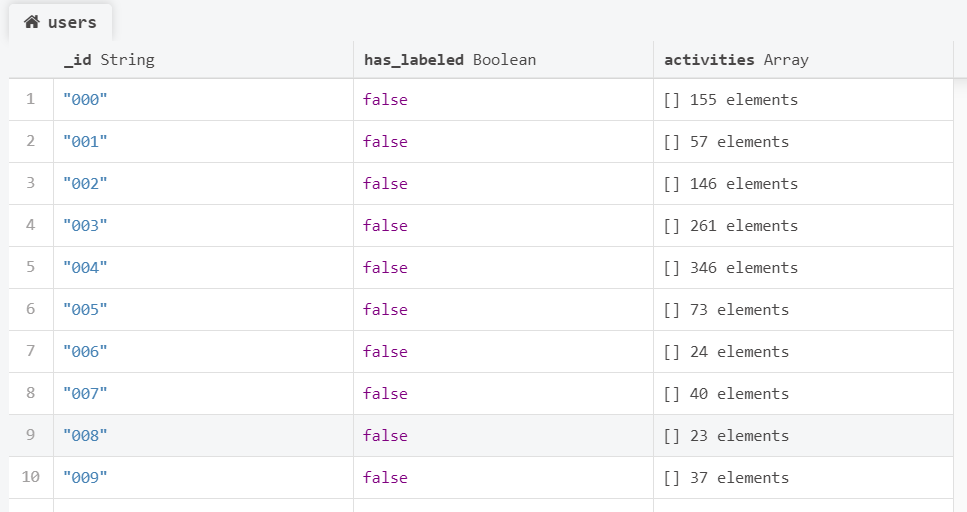 users
_id String has_labeled Boolean activities Array
1 "000" false [] 155 elements
2 "001" false [] 57 elements
3 "002" false [] 146 elements
4 "003" false [] 261 elements
5 "004" false [] 346 elements
6 "005" false [] 73 elements
7 "006" false [] 24 elements
8 "007" false [] 40 elements
9 "008" false [] 23 elements
10 "009" false [] 37 elements